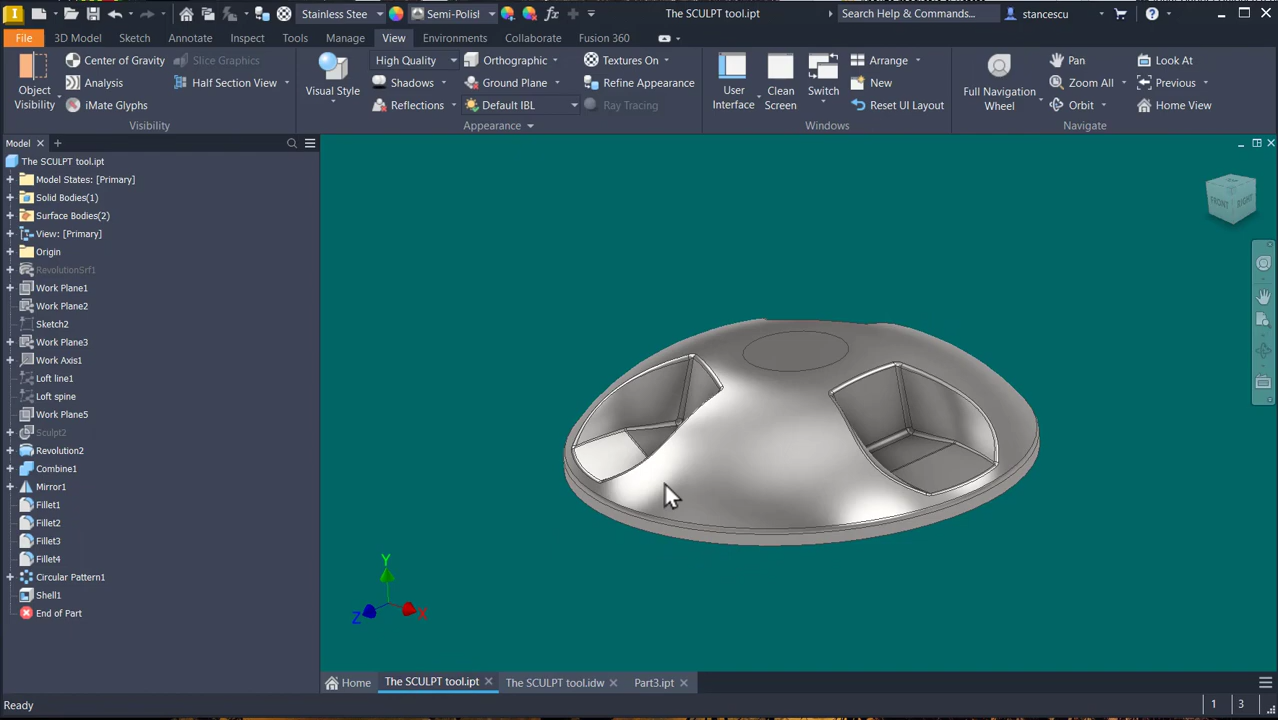 Stainless Stee
Semi-Polisl
fx
The SCULPT tool.ipt
Search Help & Commands...
stancescu
File
3D Model
Sketch
Annotate
Inspect
Tools
Manage
View
Environments
Collaborate
Fusion 360
Object
Visibility
Center of Gravity
Slice Graphics
Analysis
Half Section View
iMate Glyphs
Visibility
Visual Style
High Quality
Orthographic
Textures On
Shadows
Ground Plane
Refine Appearance
Reflections
Default IBL
Ray Tracing
Appearance
User
Interface
Clean
Screen
Switch
Arrange
New
Reset UI Layout
Windows
Full Navigation
Wheel
Pan
Look At
Zoom All
Previous
Orbit
Home View
Navigate
Model
The SCULPT tool.ipt
Model States: [Primary]
Solid Bodies(1)
Surface Bodies(2)
View: [Primary]
Origin
RevolutionSrf1
Work Plane1
Work Plane2
Sketch2
Work Plane3
Work Axis1
Loft line1
Loft spine
Work Plane5
Sculpt2
Revolution2
Combine1
Mirror1
Fillet1
Fillet2
Fillet3
Fillet4
Circular Pattern1
Shell1
End of Part
FRONT
RIGHT
Y
Z
X
Home
The SCULPT tool.ipt
The SCULPT tool.idw
Part3.ipt
Ready
1
3